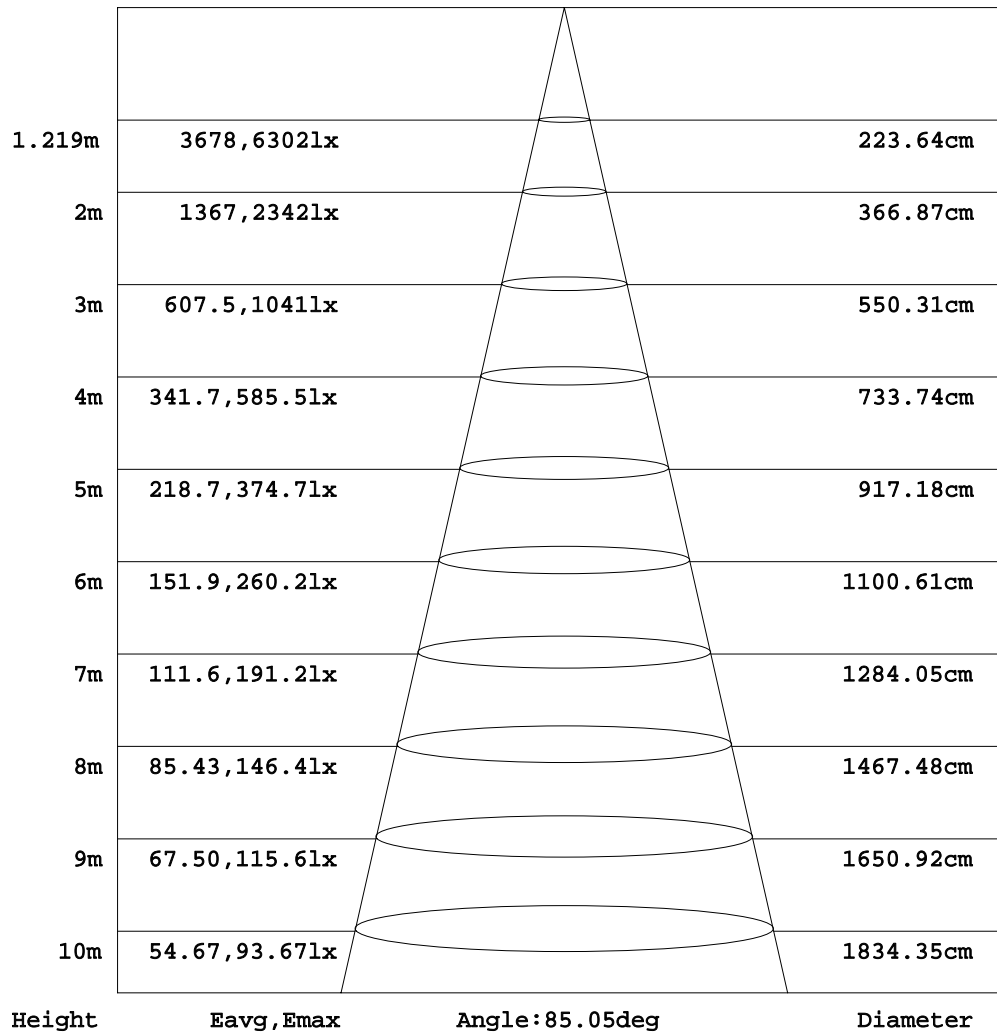 1.219m 3678,6302lx 223.64cm
2m 1367,2342lx 366.87cm
3m 607.5,1041lx 550.31cm
4m 341.7,585.5lx 733.74cm
5m 218.7,374.7lx 917.18cm
6m 151.9,260.2lx 1100.61cm
7m 111.6,191.2lx 1284.05cm
8m 85.43,146.4lx 1467.48cm
9m 67.50,115.6lx 1650.92cm
10m 54.67,93.67lx 1834.35cm
Height Eavg,Emax Angle:85.05deg Diameter